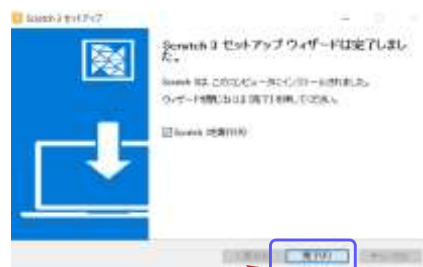 Scratch 3 セットアップ
Scratch 3 セットアップ ウィザードは完了しまし
た。
Scratch 3は、このコンピュータにインストールされました。
ウィザードを閉じるには [完了] を押してください。
Scratch 3を実行(R)
完了(F)